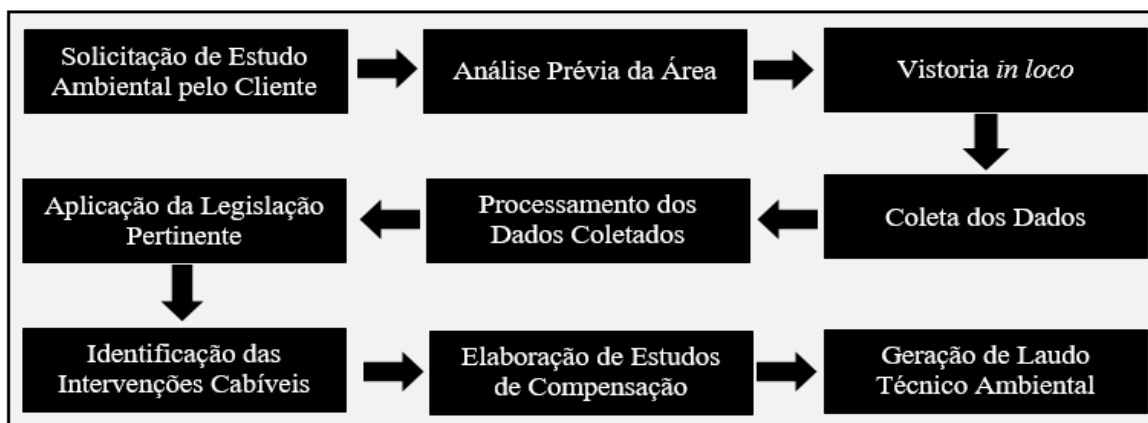 Solicitação de Estudo
Ambiental pelo Cliente
Análise Prévia da Área
Vistoria in loco
Coleta dos Dados
Processamento dos
Dados Coletados
Aplicação da Legislação
Pertinente
Identificação das
Intervenções Cabíveis
Elaboração de Estudos
de Compensação
Geração de Laudo
Técnico Ambiental